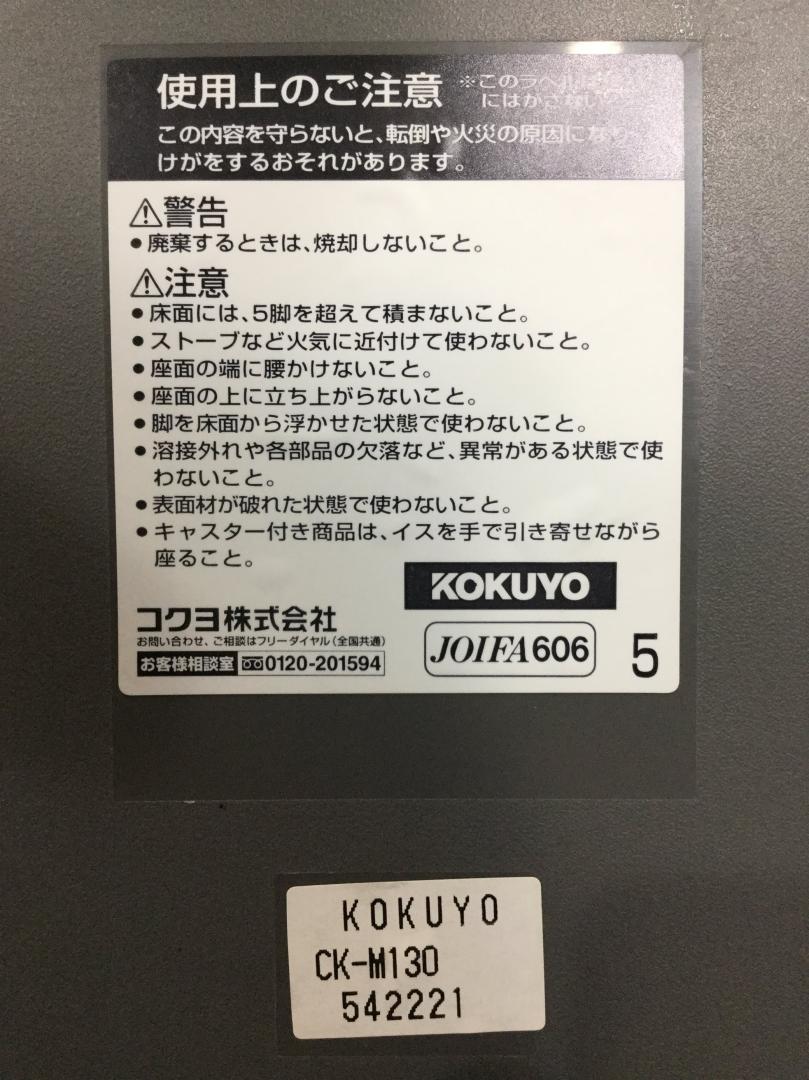 使用上のご注意
※このラベルは
にはがさない
この内容を守らないと、転倒や火災の原因になり
けがをするおそれがあります。
⚠警告
●廃棄するときは、焼却しないこと。
⚠注意
●床面には、5脚を超えて積まないこと。
●ストーブなど火気に近付けて使わないこと。
●座面の端に腰かけないこと。
●座面の上に立ち上がらないこと。
●脚を床面から浮かせた状態で使わないこと。
●溶接外れや各部品の欠落など、異常がある状態で使
わないこと。
●表面材が破れた状態で使わないこと。
●キャスター付き商品は、イスを手で引き寄せながら
座ること。
KOKUYO
コクヨ株式会社
お問い合わせ、ご相談はフリーダイヤル(全国共通)
お客様相談室 0120-201594
JOIFA606
5
KOKUYO
CK-M130
542221